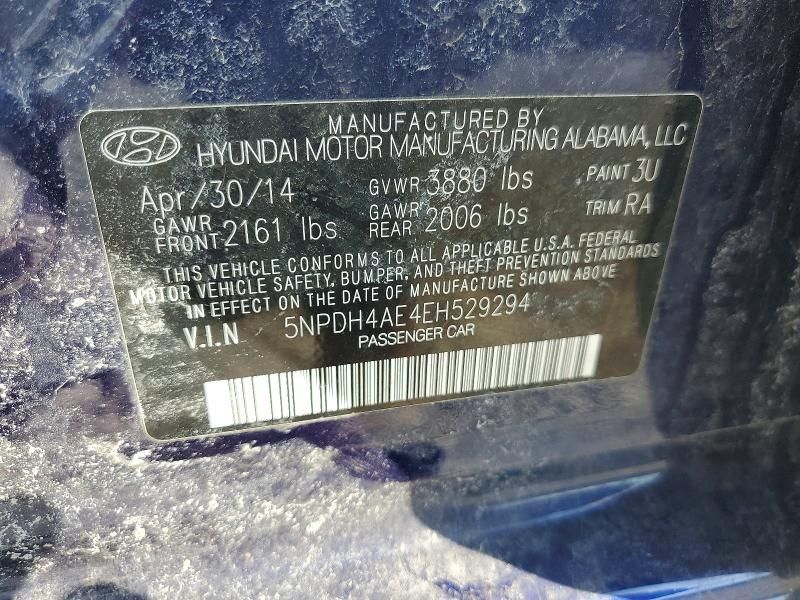 MANUFACTURED BY
HYUNDAI MOTOR MANUFACTURING ALABAMA, LLC
Apr/30/14 GVWR 3880 lbs PAINT 3U
GAWR FRONT 2161 lbs GAWR REAR 2006 lbs TRIM RA
THIS VEHICLE CONFORMS TO ALL APPLICABLE U.S.A. FEDERAL
MOTOR VEHICLE SAFETY, BUMPER, AND THEFT PREVENTION STANDARDS
IN EFFECT ON THE DATE OF MANUFACTURE SHOWN ABOVE
V.I.N 5NPDH4AE4EH529294
PASSENGER CAR